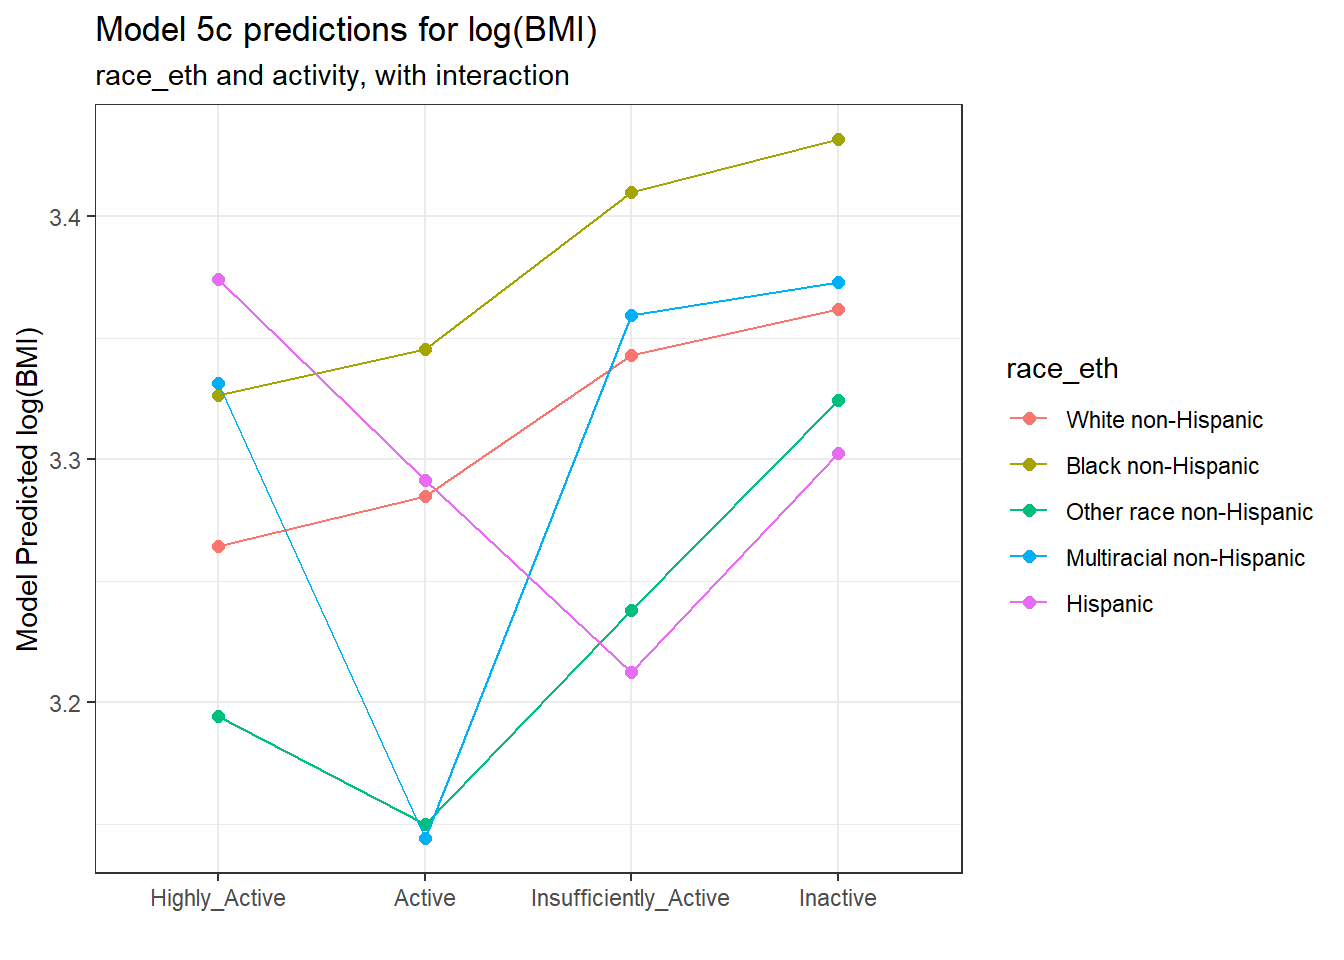 Model 5c predictions for log(BMI)
race_eth and activity, with interaction
Model Predicted log(BMI)
3.4
3.3
3.2
Highly_Active Active Insufficiently_Active Inactive
race_eth
White non-Hispanic
Black non-Hispanic
Other race non-Hispanic
Multiracial non-Hispanic
Hispanic